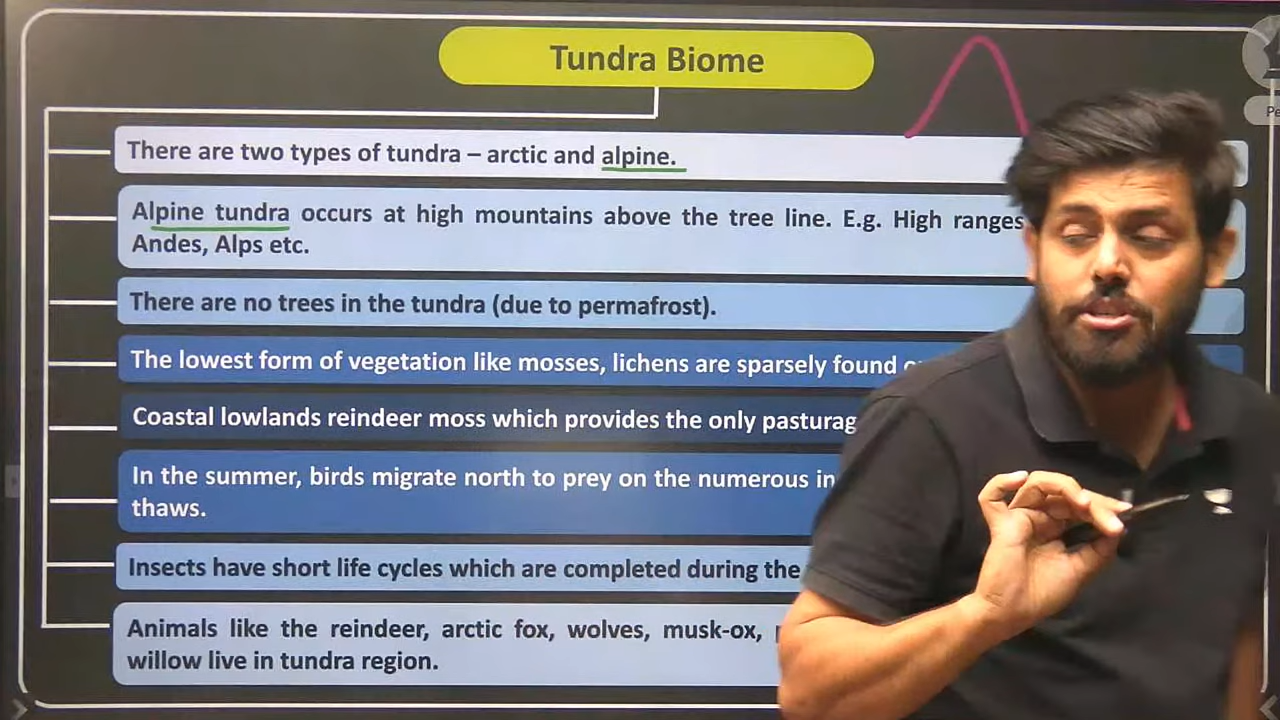 Tundra Biome
Pe
There are two types of tundra – arctic and alpine.
Alpine tundra occurs at high mountains above the tree line. E.g. High ranges
Andes, Alps etc.
There are no trees in the tundra (due to permafrost).
The lowest form of vegetation like mosses, lichens are sparsely found
Coastal lowlands reindeer moss which provides the only pasturag
In the summer, birds migrate north to prey on the numerous in
thaws.
Insects have short life cycles which are completed during the
Animals like the reindeer, arctic fox, wolves, musk-ox,
willow live in tundra region.